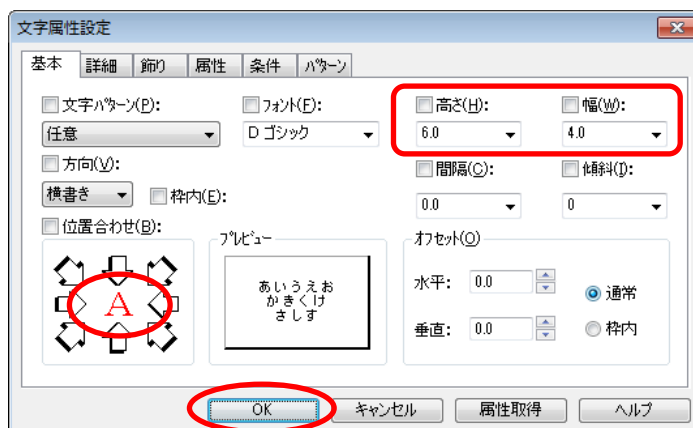 文字属性設定
基本 詳細 飾り 属性 条件 パターン
文字パターン(P): フォント(F): 高さ(H): 幅(W):
任意 D ゴシック 6.0 4.0
方向(V): 間隔(C): 傾斜(I):
横書き 枠内(E): 0.0 0
位置合わせ(B):
プレビュー オフセット(O)
A
あいうえお
かきくけ
さしす
水平: 0.0 通常
垂直: 0.0 枠内
OK キャンセル 属性取得 ヘルプ